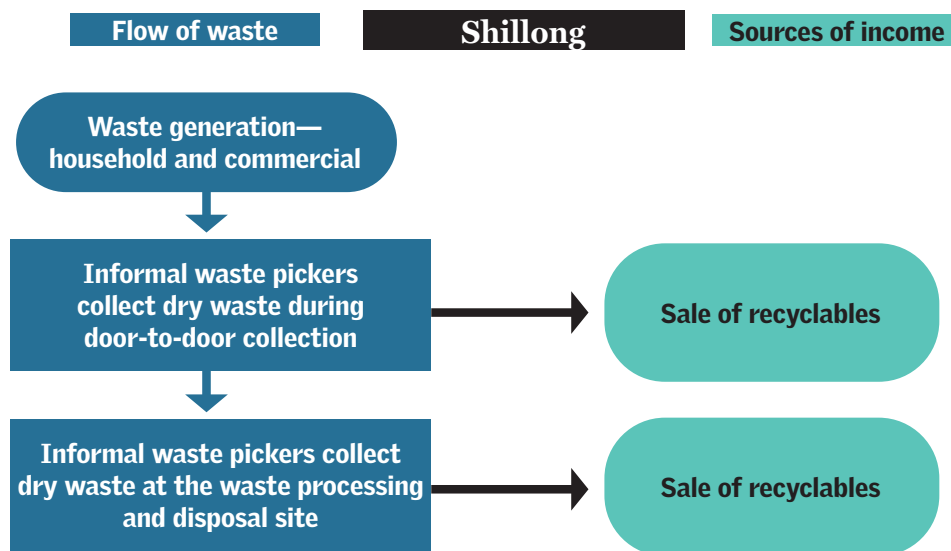 Flow of waste
Shillong
Sources of income
Waste generation—
household and commercial
Informal waste pickers
collect dry waste during
door-to-door collection
Sale of recyclables
Informal waste pickers collect
dry waste at the waste processing
and disposal site
Sale of recyclables